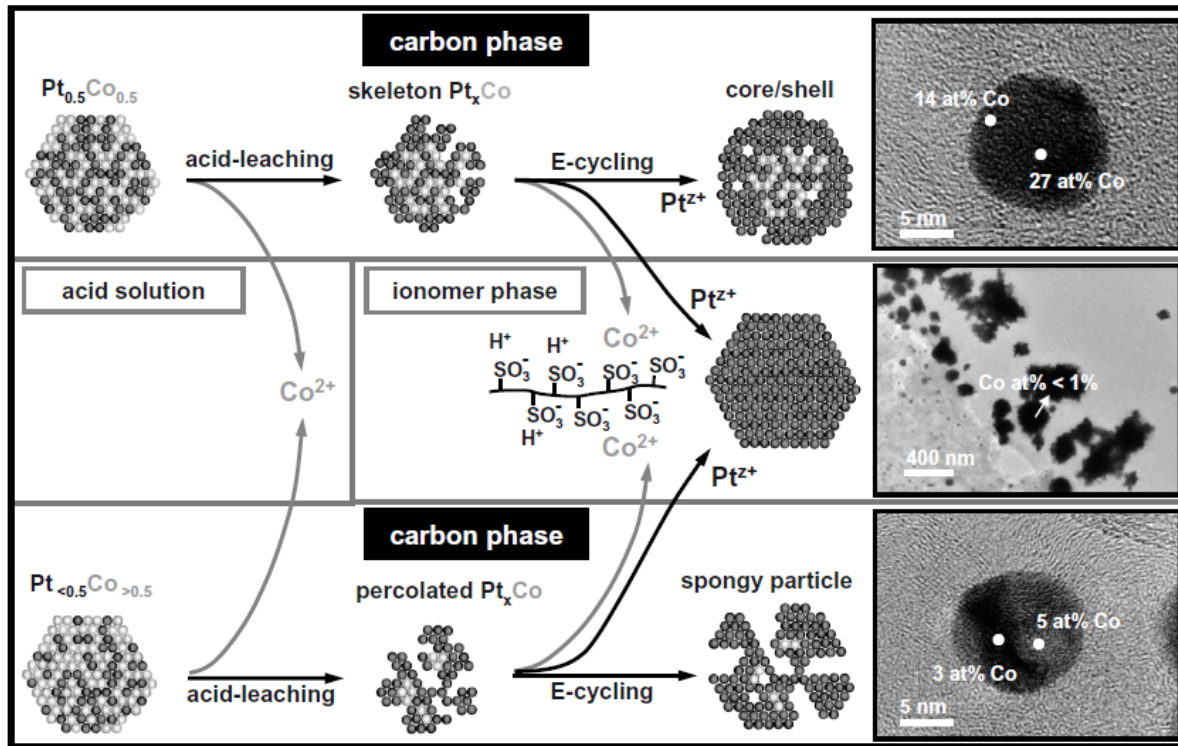 carbon phase
Pt0.5Co0.5
skeleton PtxCo
core/shell
acid-leaching
E-cycling
Ptz+
14 at% Co
27 at% Co
5 nm
acid solution
ionomer phase
Co2+
H+ H+
SO3- SO3- SO3- SO3-
SO3- SO3- SO3-
H+
Co2+
Co2+
Ptz+
Ptz+
Co at% < 1%
400 nm
carbon phase
Pt<0.5Co>0.5
percolated PtxCo
spongy particle
acid-leaching
E-cycling
5 at% Co
3 at% Co
5 nm